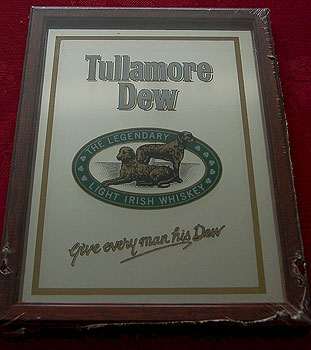 Tullamore
Dew
THE LEGENDARY
LIGHT IRISH WHISKEY
Give every man his Dew